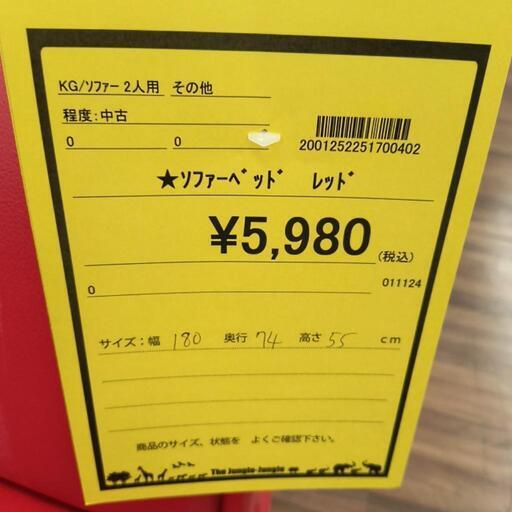 KG/ソファー 2人用 その他
程度:中古
0 0
2001252251700402
★ソファーベッド レッド
¥5,980(税込)
0 011124
サイズ:幅 180 奥行 74 高さ 55 cm
商品のサイズ、状態を よくご確認下さい。
The Jungle-Jungle